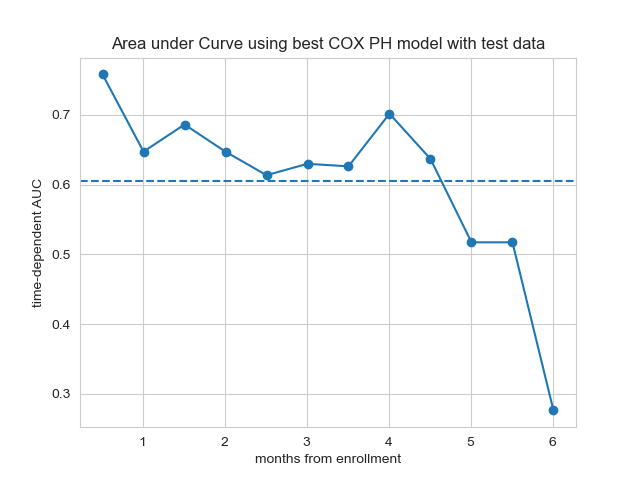 Area under Curve using best COX PH model with test data
time-dependent AUC
0.7
0.6
0.5
0.4
0.3
1 2 3 4 5 6
months from enrollment